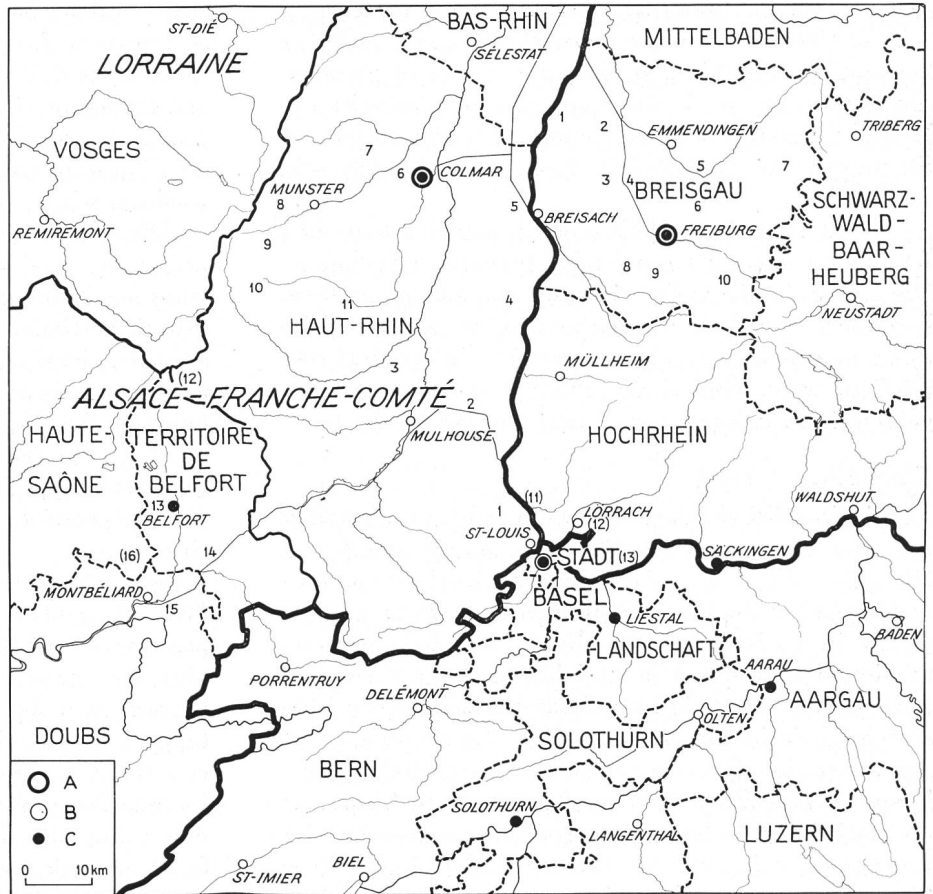 BAS-RHIN
ST-DIÉ
SÉLESTAT
MITTELBADEN
LORRAINE
1
2
EMMENDINGEN
TRIBERG
VOSGES
7
5
7
6
COLMAR
3
4
BREISGAU
MUNSTER
8
5
BREISACH
6
SCHWARZ-
WALD-
BAAR-
HEUBERG
REMIREMONT
FREIBURG
9
8
9
10
10
11
4
NEUSTADT
HAUT-RHIN
3
MÜLLHEIM
(12)
ALSACE-FRANCHE-COMTÉ
2
HAUTE-
SAÔNE
TERRITOIRE
DE
BELFORT
MULHOUSE
HOCHRHEIN
13
BELFORT
1
(11)
LÖRRACH
(12)
WALDSHUT
14
ST-LOUIS
(16)
-STADT
(13)
SÄCKINGEN
MONTBÉLIARD
15
BASEL
LIESTAL
BADEN
-LANDSCHAFT
PORRENTRUY
AARAU
DELÉMONT
AARGAU
OLTEN
DOUBS
SOLOTHURN
BERN
A
B
C
SOLOTHURN
LANGENTHAL
LUZERN
BIEL
ST-IMIER
0 10 km